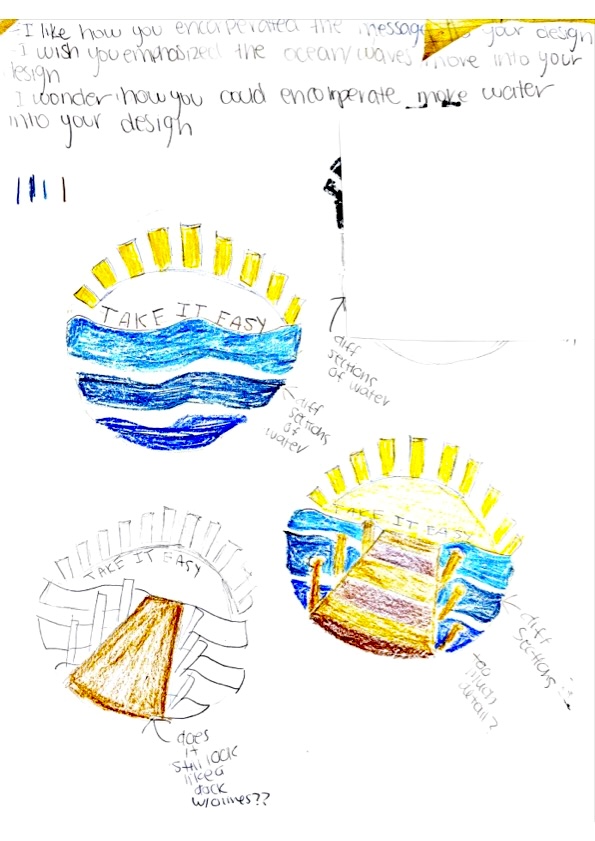 -I like how you encorperated the message to your design
-I wish you emphasized the ocean/waves more into your
design
I wonder how you could encorperate more water
into your design
TAKE IT EASY
diff
sections
of water
diff
sections
of
water
TAKE IT EASY
TAKE IT EASY
diff
sections
too
much
detail?
does
it
still look
like a
dock
w/o lines??